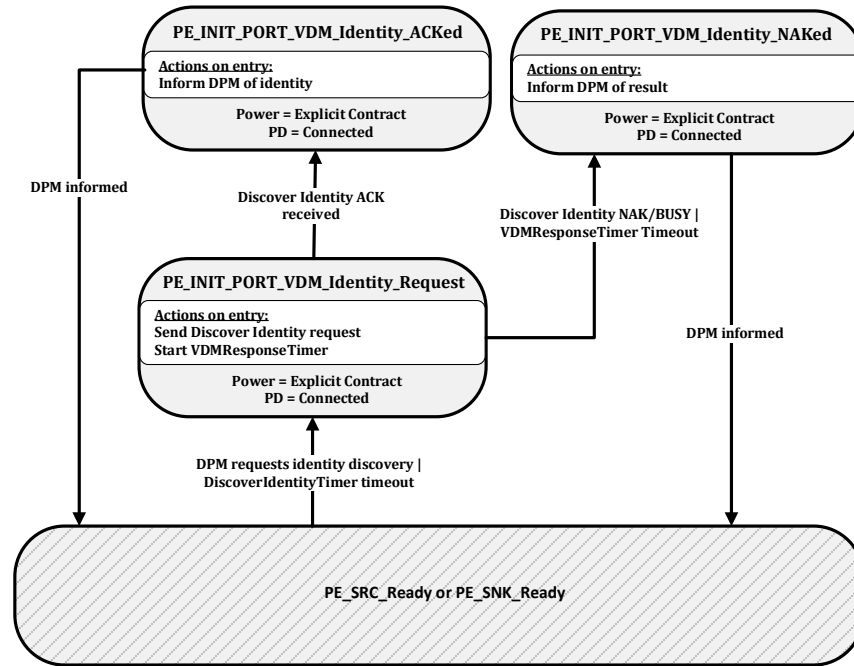 PE_INIT_PORT_VDM_Identity_ACKed
Actions on entry:
Inform DPM of identity
Power = Explicit Contract
PD = Connected
PE_INIT_PORT_VDM_Identity_NAKed
Actions on entry:
Inform DPM of result
Power = Explicit Contract
PD = Connected
DPM informed
Discover Identity ACK
received
Discover Identity NAK/BUSY |
VDMResponseTimer Timeout
PE_INIT_PORT_VDM_Identity_Request
Actions on entry:
Send Discover Identity request
Start VDMResponseTimer
Power = Explicit Contract
PD = Connected
DPM informed
DPM requests identity discovery |
DiscoverIdentityTimer timeout
PE_SRC_Ready or PE_SNK_Ready